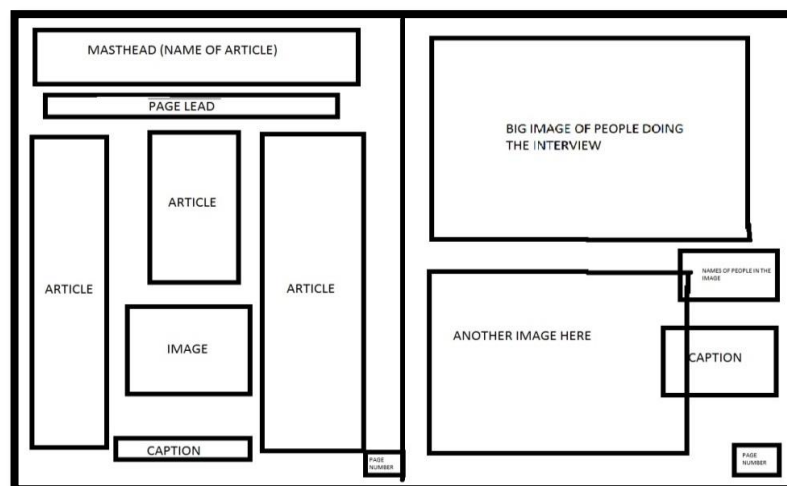 MASTHEAD (NAME OF ARTICLE)
PAGE LEAD
ARTICLE
ARTICLE
ARTICLE
IMAGE
CAPTION
PAGE
NUMBER
BIG IMAGE OF PEOPLE DOING
THE INTERVIEW
NAMES OF PEOPLE IN THE
IMAGE
ANOTHER IMAGE HERE
CAPTION
PAGE
NUMBER